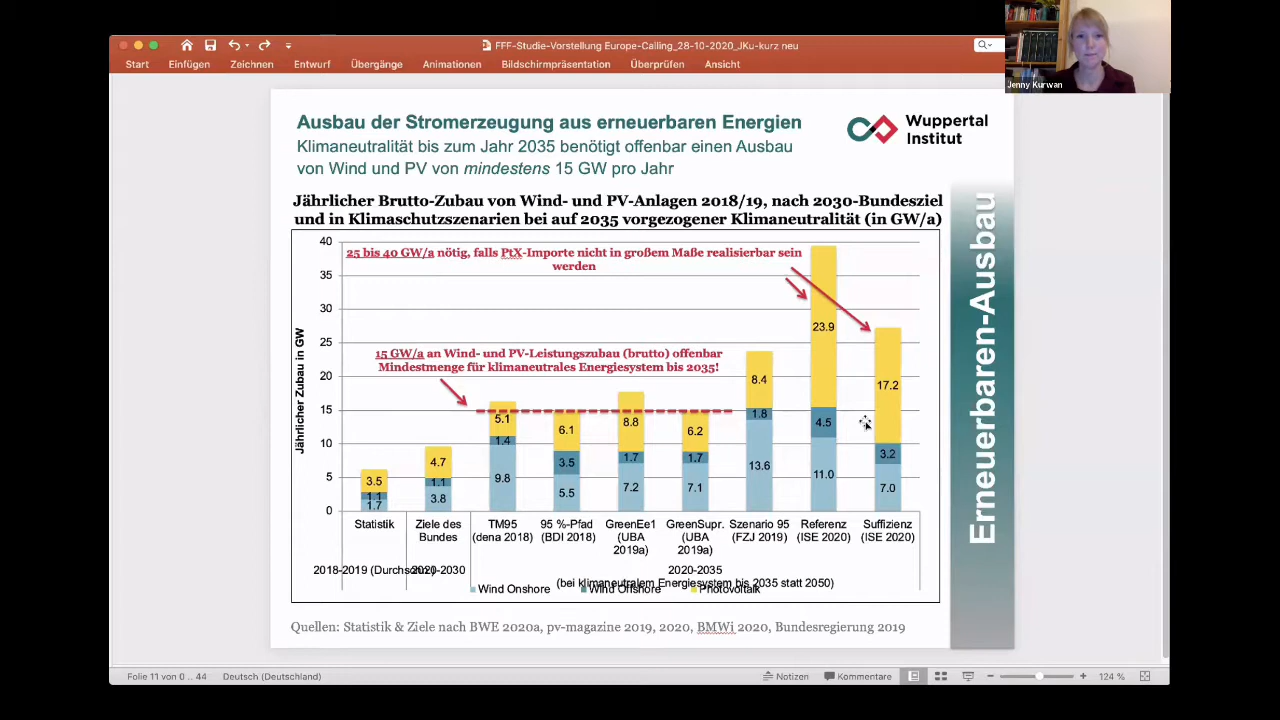 FFF-Studie-Vorstellung Europe-Calling_28-10-2020_JKu-kurz neu
Start Einfügen Zeichnen Entwurf Übergänge Animationen Bildschirmpräsentation Überprüfen Ansicht
Jenny Kurwan
Ausbau der Stromerzeugung aus erneuerbaren Energien
Klimaneutralität bis zum Jahr 2035 benötigt offenbar einen Ausbau
von Wind und PV von mindestens 15 GW pro Jahr
Wuppertal
Institut
Jährlicher Brutto-Zubau von Wind- und PV-Anlagen 2018/19, nach 2030-Bundesziel
und in Klimaschutzszenarien bei auf 2035 vorgezogener Klimaneutralität (in GW/a)
Erneuerbaren-Ausbau
Jährlicher Zubau in GW
40
35
30
25
20
15
10
5
0
25 bis 40 GW/a nötig, falls PtX-Importe nicht in großem Maße realisierbar sein
werden
15 GW/a an Wind- und PV-Leistungszubau (brutto) offenbar
Mindestmenge für klimaneutrales Energiesystem bis 2035!
3.5
1.1
1.7
4.7
1.1
3.8
5.1
1.4
9.8
6.1
3.5
5.5
8.8
1.7
7.2
6.2
1.7
7.1
8.4
1.8
13.6
23.9
4.5
11.0
17.2
3.2
7.0
Statistik
Ziele des
Bundes
TM95
(dena 2018)
95 %-Pfad
(BDI 2018)
GreenEe1
(UBA
2019a)
GreenSupr.
(UBA
2019a)
Szenario 95
(FZJ 2019)
Referenz
(ISE 2020)
Suffizienz
(ISE 2020)
2018-2019 (Durchschn.)
2020-2030
2020-2035
(bei klimaneutralem Energiesystem bis 2035 statt 2050)
Wind Onshore Wind Offshore Photovoltaik
Quellen: Statistik & Ziele nach BWE 2020a, pv-magazine 2019, 2020, BMWi 2020, Bundesregierung 2019
Folie 11 von 0 .. 44 Deutsch (Deutschland) Notizen Kommentare 124 %